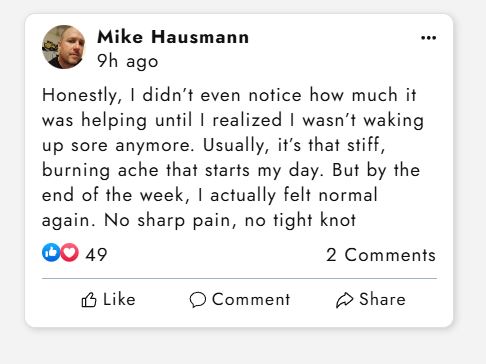 Mike Hausmann
9h ago
Honestly, I didn't even notice how much it
was helping until I realized I wasn't waking
up sore anymore. Usually, it's that stiff,
burning ache that starts my day. But by the
end of the week, I actually felt normal
again. No sharp pain, no tight knot
49 2 Comments
Like Comment Share